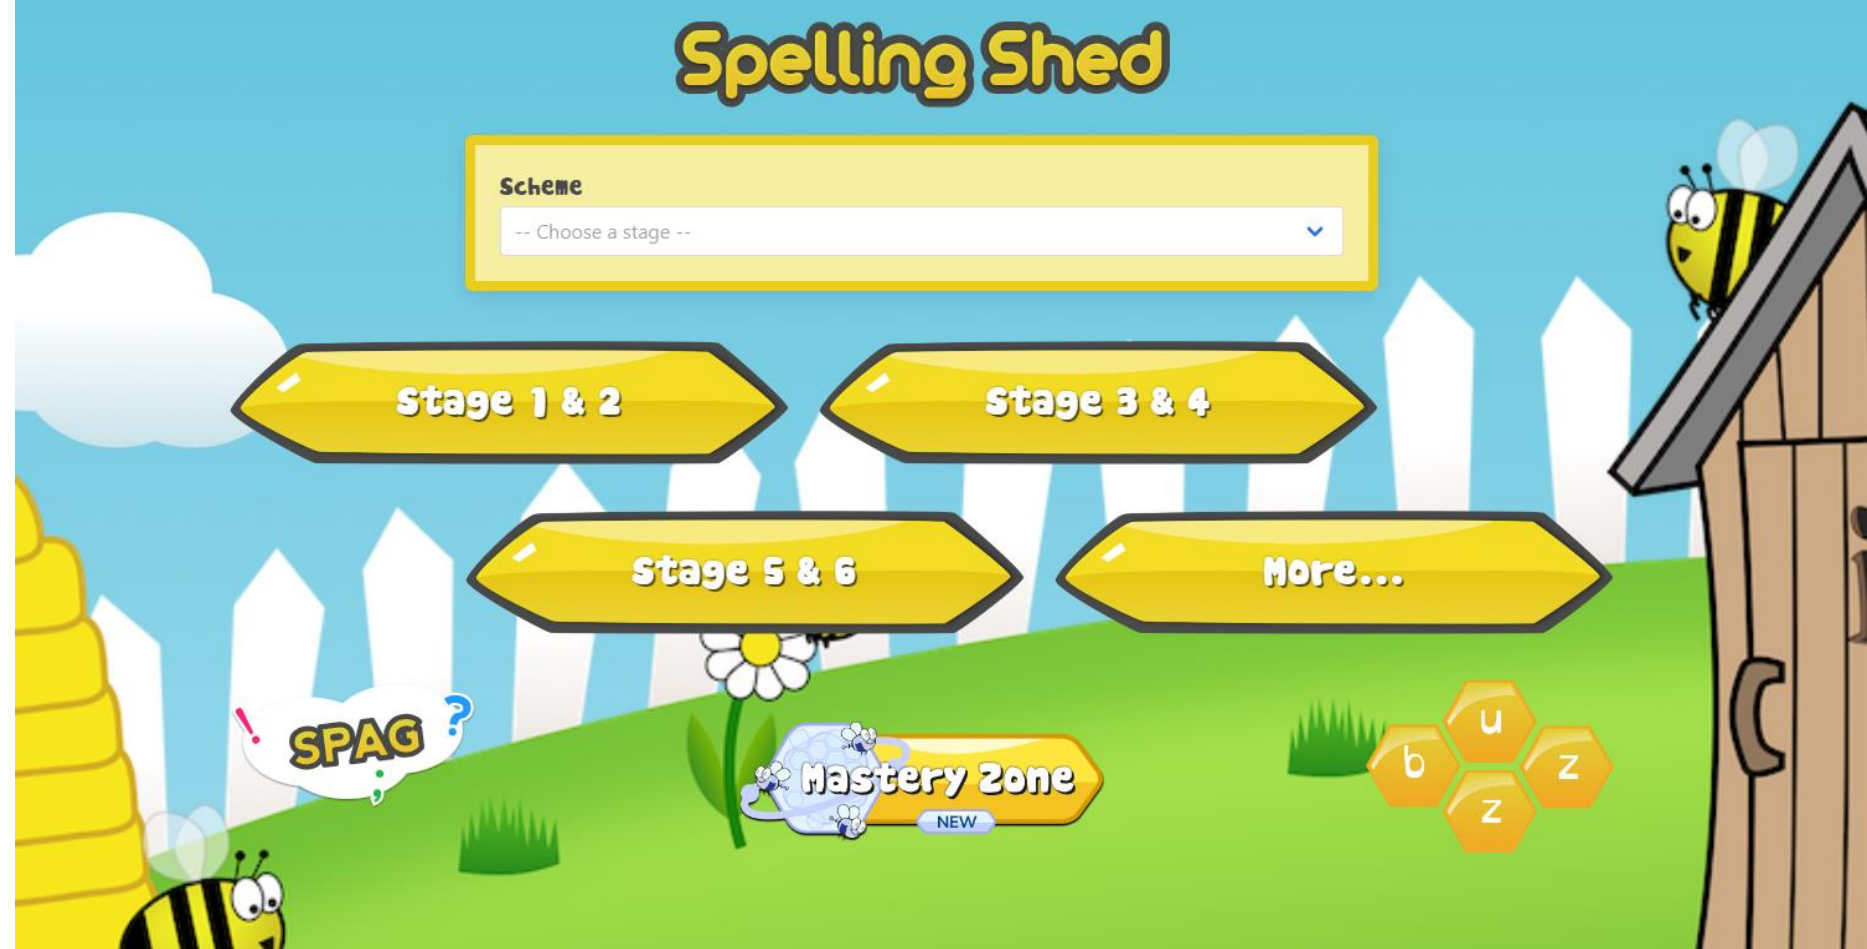 Spelling Shed
Scheme
-- Choose a stage --
Stage 1 & 2
Stage 3 & 4
Stage 5 & 6
More...
! SPAG ? ;
Mastery Zone
NEW
b u z z